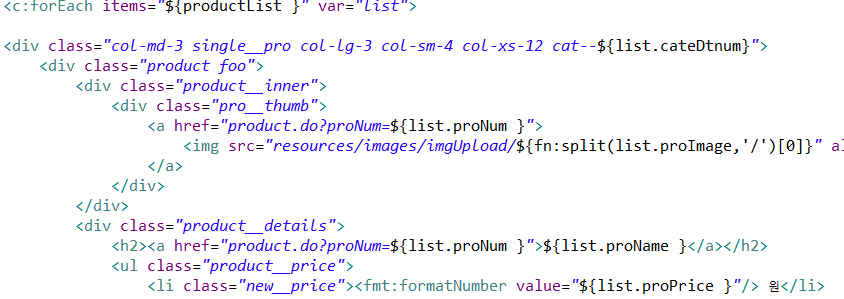 <c:forEach items="${productList }" var="list">
<div class="col-md-3 single__pro col-lg-3 col-sm-4 col-xs-12 cat--${list.cateDtnum}">
<div class="product foo">
<div class="product__inner">
<div class="pro__thumb">
<a href="product.do?proNum=${list.proNum }">
<img src="resources/images/imgUpload/${fn:split(list.proImage,'/')[0]}" al
</a>
</div>
</div>
<div class="product__details">
<h2><a href="product.do?proNum=${list.proNum }">${list.proName }</a></h2>
<ul class="product__price">
<li class="new__price"><fmt:formatNumber value="${list.proPrice }"/> 원</li>